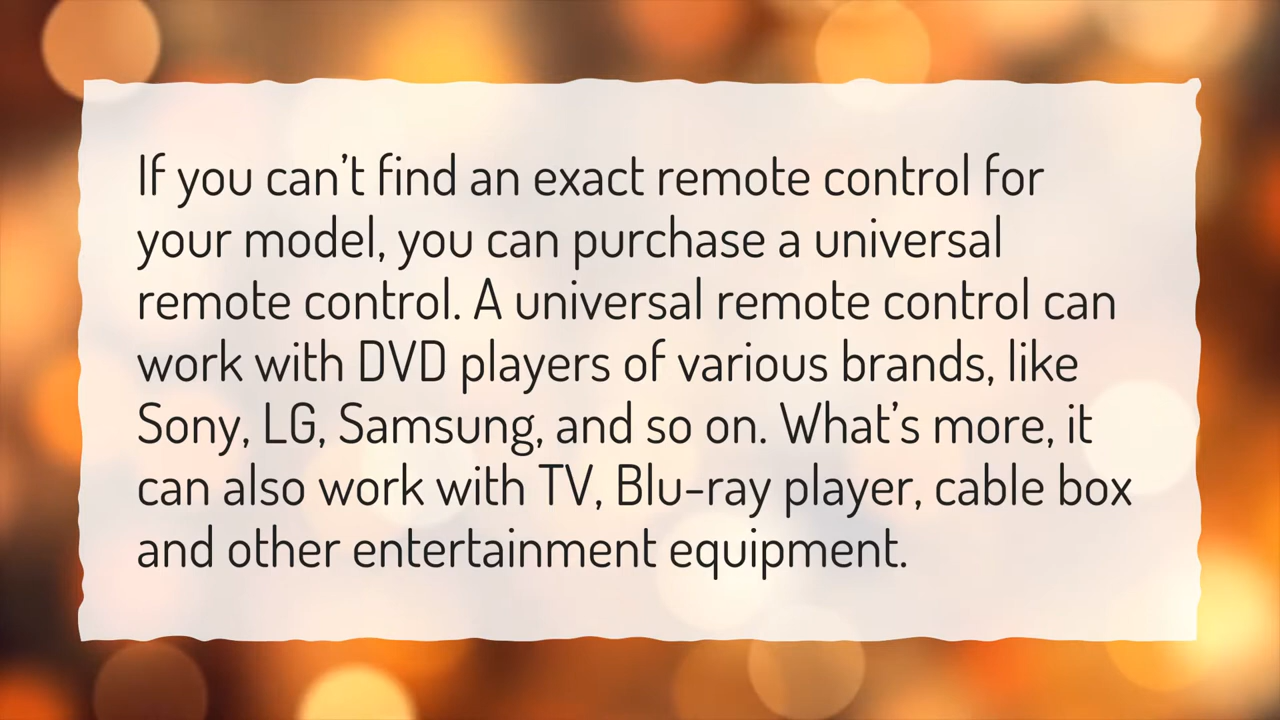 If you can’t find an exact remote control for
your model, you can purchase a universal
remote control. A universal remote control can
work with DVD players of various brands, like
Sony, LG, Samsung, and so on. What’s more, it
can also work with TV, Blu-ray player, cable box
and other entertainment equipment.